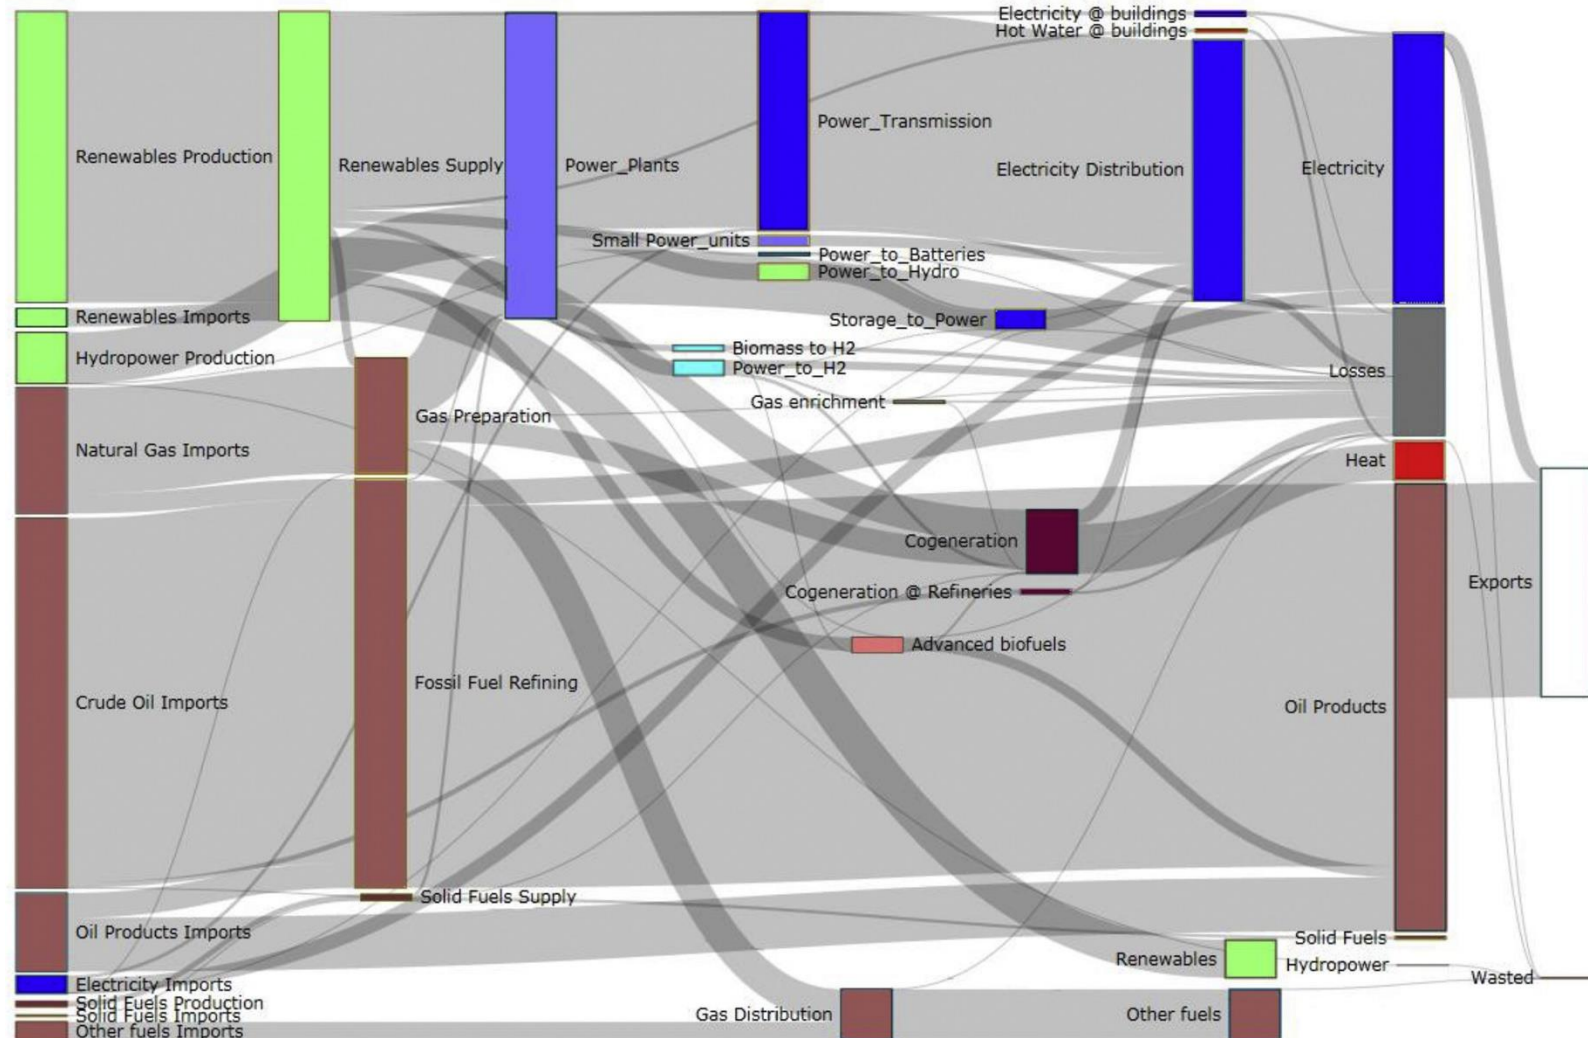 Electricity @ buildings
Hot Water @ buildings
Power_Transmission
Renewables Production
Renewables Supply
Power_Plants
Electricity Distribution
Electricity
Small Power_units
Power_to_Batteries
Power_to_Hydro
Renewables Imports
Storage_to_Power
Hydropower Production
Biomass to H2
Power_to_H2
Losses
Gas enrichment
Gas Preparation
Natural Gas Imports
Heat
Cogeneration
Exports
Cogeneration @ Refineries
Advanced biofuels
Fossil Fuel Refining
Crude Oil Imports
Oil Products
Solid Fuels Supply
Oil Products Imports
Solid Fuels
Renewables
Hydropower
Wasted
Electricity Imports
Solid Fuels Production
Solid Fuels Imports
Gas Distribution
Other fuels
Other fuels Imports